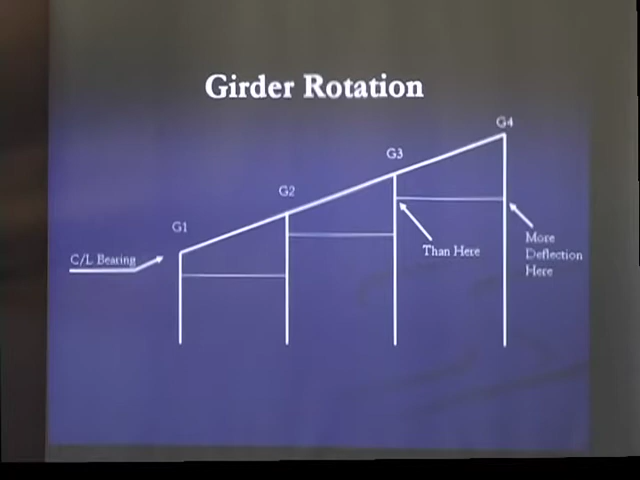 Girder Rotation
G4
G3
G2
G1
C/L Bearing
Than Here
More
Deflection
Here